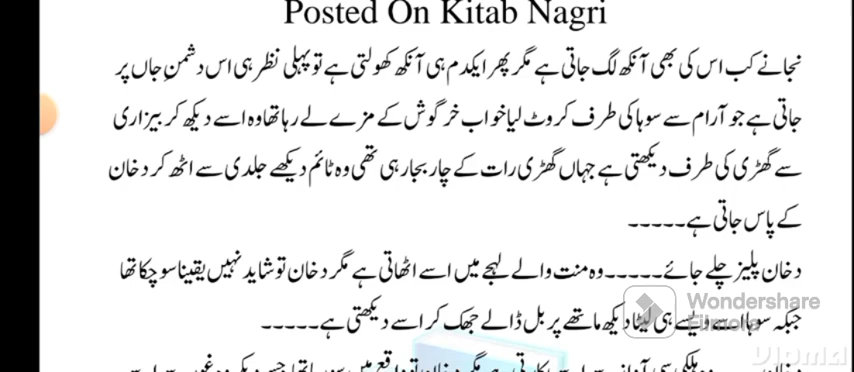 Posted On Kitab Nagri
نجانے کب اس کی بھی آنکھ لگ جاتی ہے مگر پھر ایکدم ہی آنکھ کھولتی ہے تو پہلی نظر ہی اس دشمنِ جاں پر
جاتی ہے جو آرام سے سوہا کی طرف کروٹ لیا خواب خرگوش کے مزے لے رہا تھا وہ اسے دیکھ کر بیزاری
سے گھڑی کی طرف دیکھتی ہے جہاں گھڑی رات کے چار بجا رہی تھی وہ ٹائم دیکھے جلدی سے اٹھ کر دخان
کے پاس جاتی ہے-----
دخان پلیز چلے جائے-----وہ منت والے لہجے میں اسے اٹھاتی ہے مگر دخان تو شاید نہیں یقینا سو چکا تھا
جبکہ سوہا اسے ویسے ہی لیٹا دیکھ ماتھے پر بل ڈالے جھک کر اسے دیکھتی ہے-----
Wondershare
Filmora